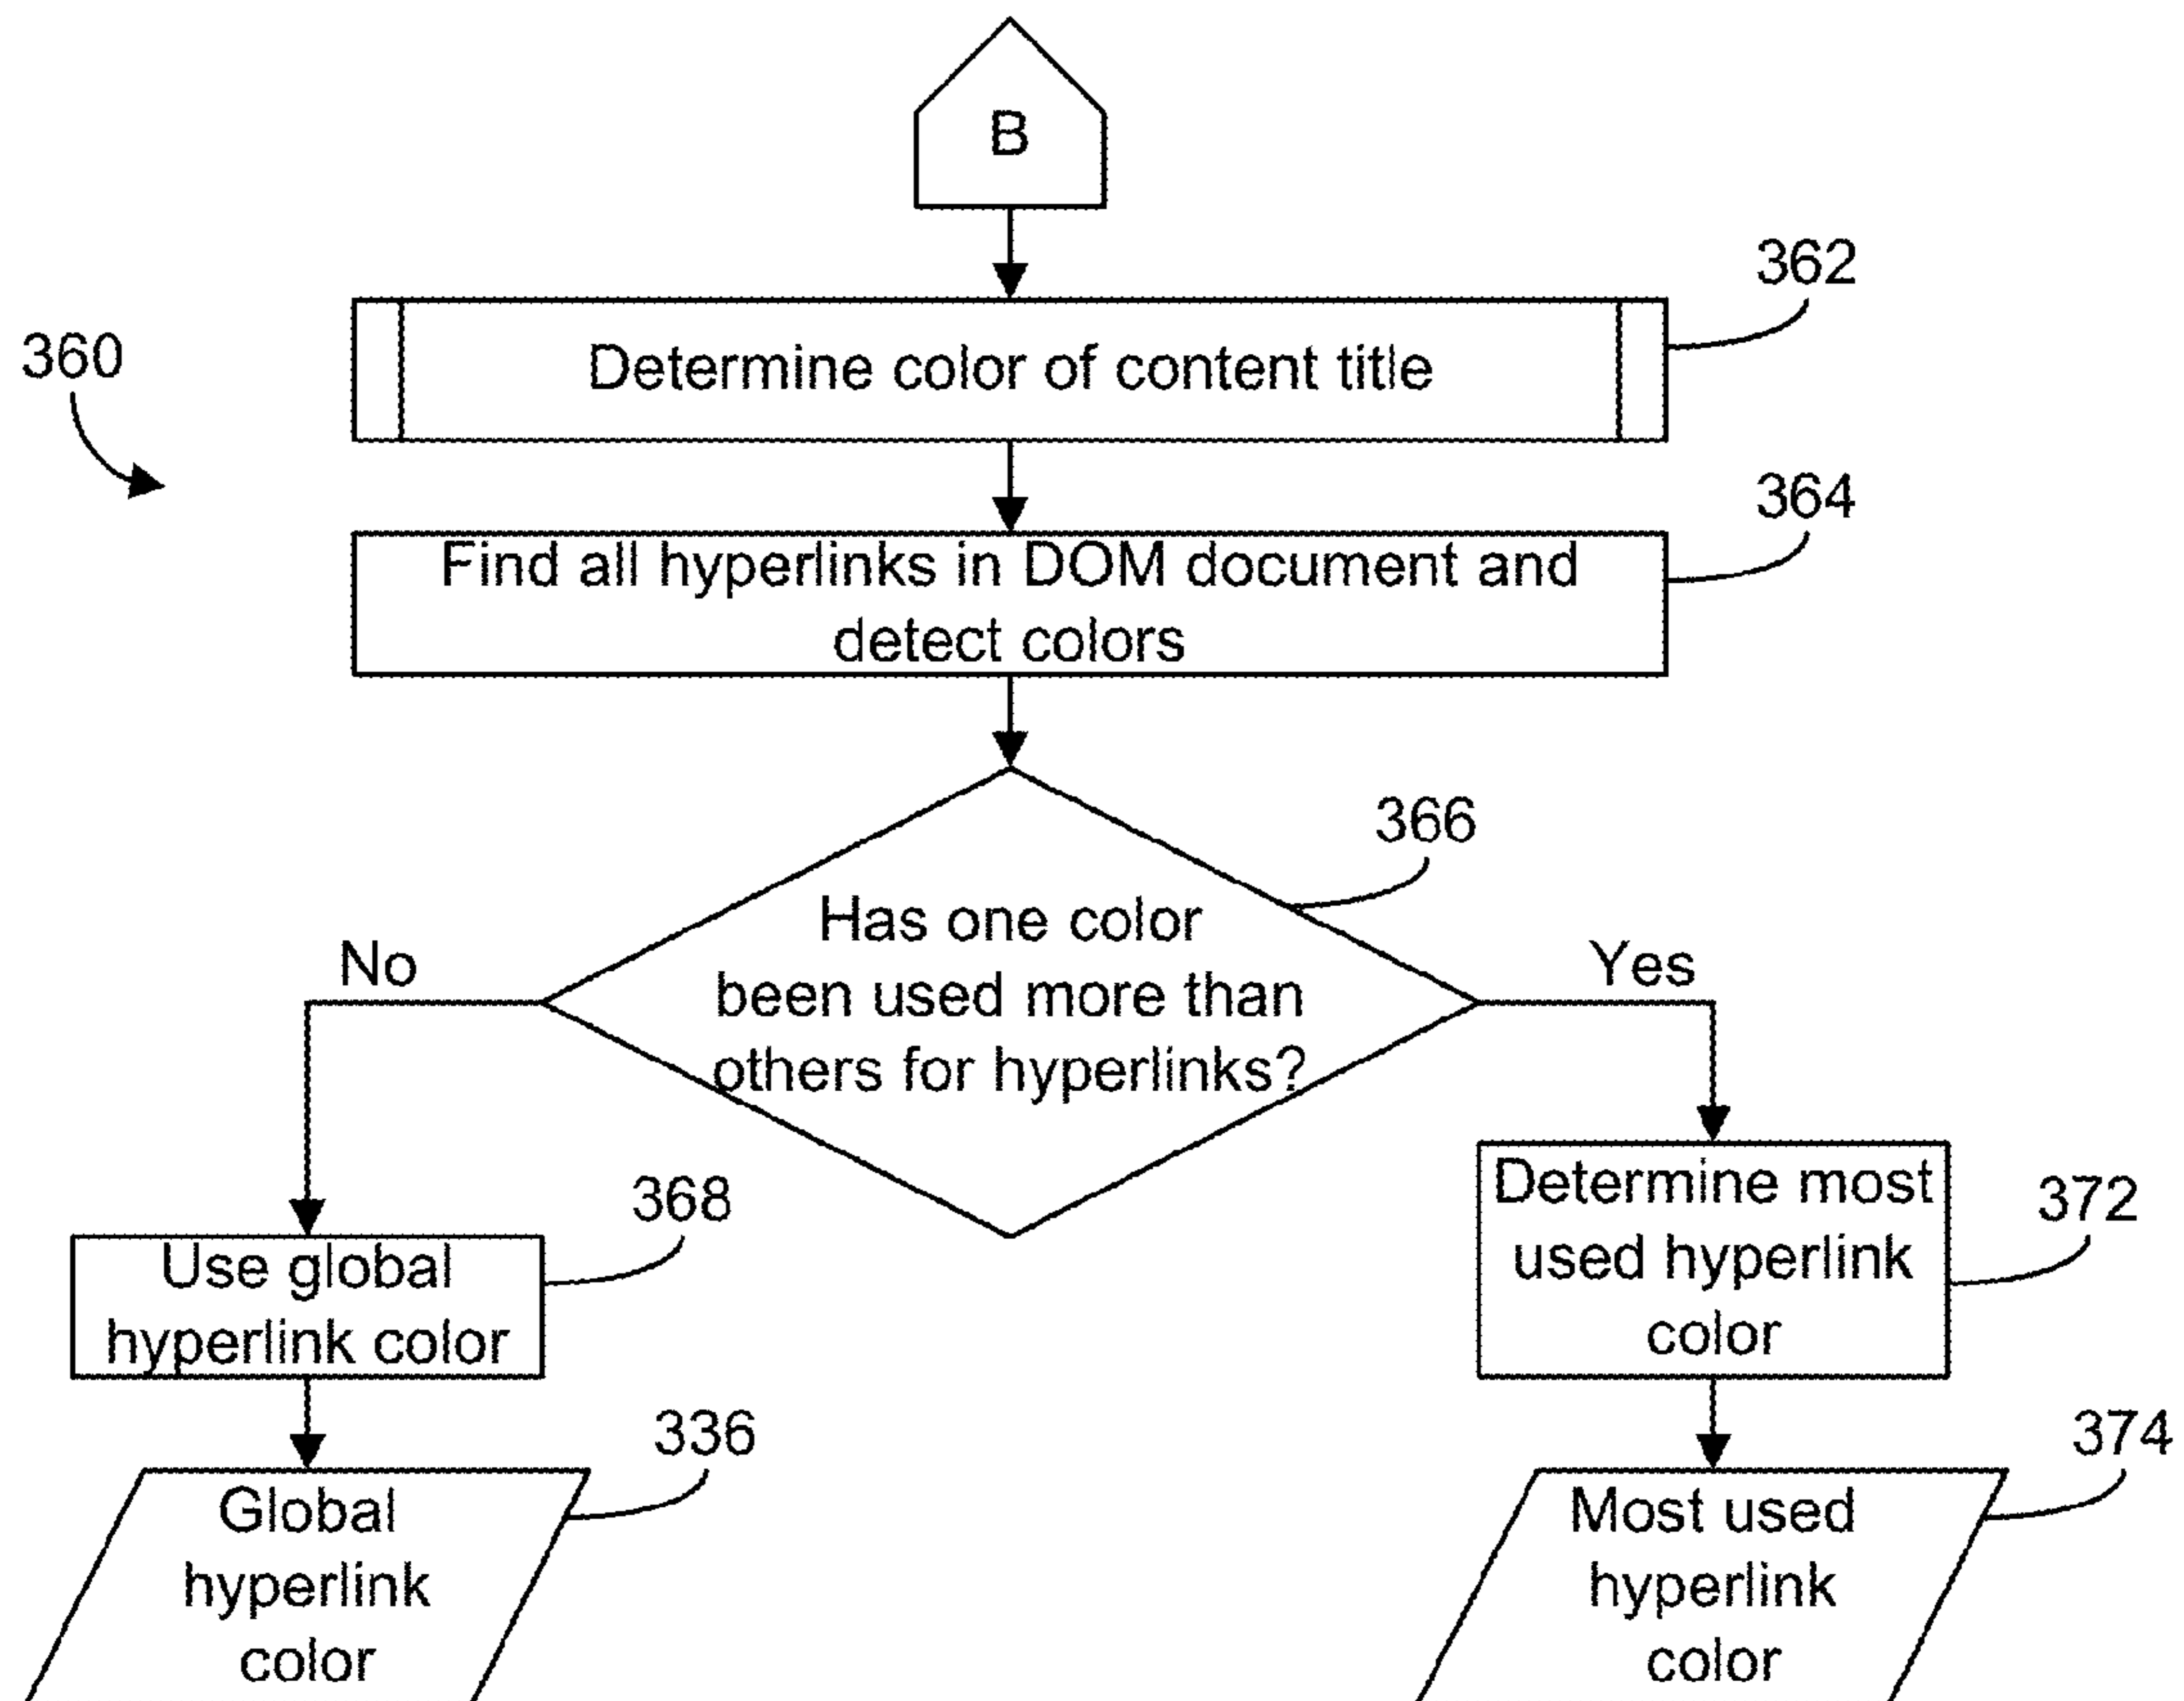 B
362
Determine color of content title
360
364
Find all hyperlinks in DOM document and
detect colors
366
Has one color
been used more than
others for hyperlinks?
No
Yes
368
Use global
hyperlink color
372
Determine most
used hyperlink
color
336
Global
hyperlink
color
374
Most used
hyperlink
color